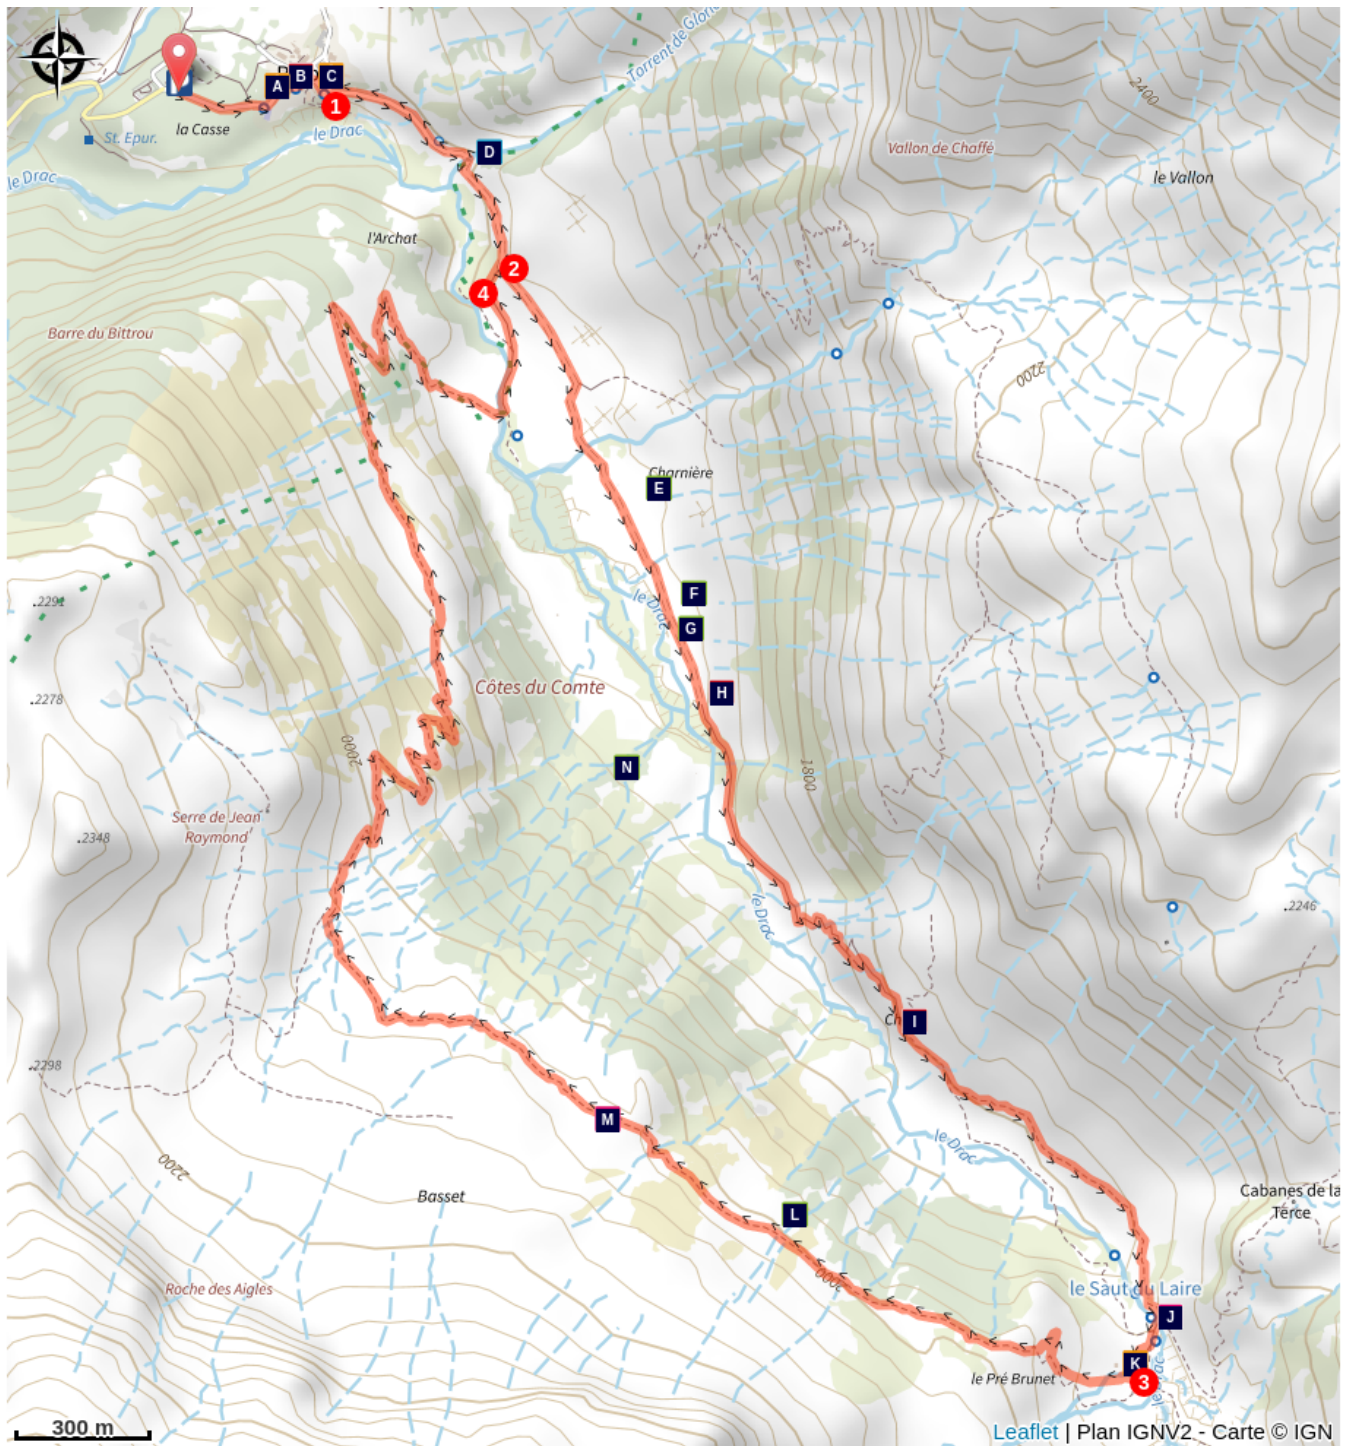 Torrent de Glane
2400
A
B
C
1
la Casse
le Drac
St. Epur.
le Drac
D
Vallon de Chaffé
le Vallon
l'Archat
2
4
Barre du Bittrou
2200
Charnière
E
F
le Drac
G
.2291
Côtes du Comte
H
.2278
2000
N
1800
Serre de Jean
Raymond
.2348
le Drac
.2246
I
.2298
M
le Drac
2200
Basset
L
Cabanes de la
Terce
2000
Roche des Aigles
le Saut du Laire
J
K
3
le Pré Brunet
300 m
Leaflet | Plan IGNV2 - Carte © IGN